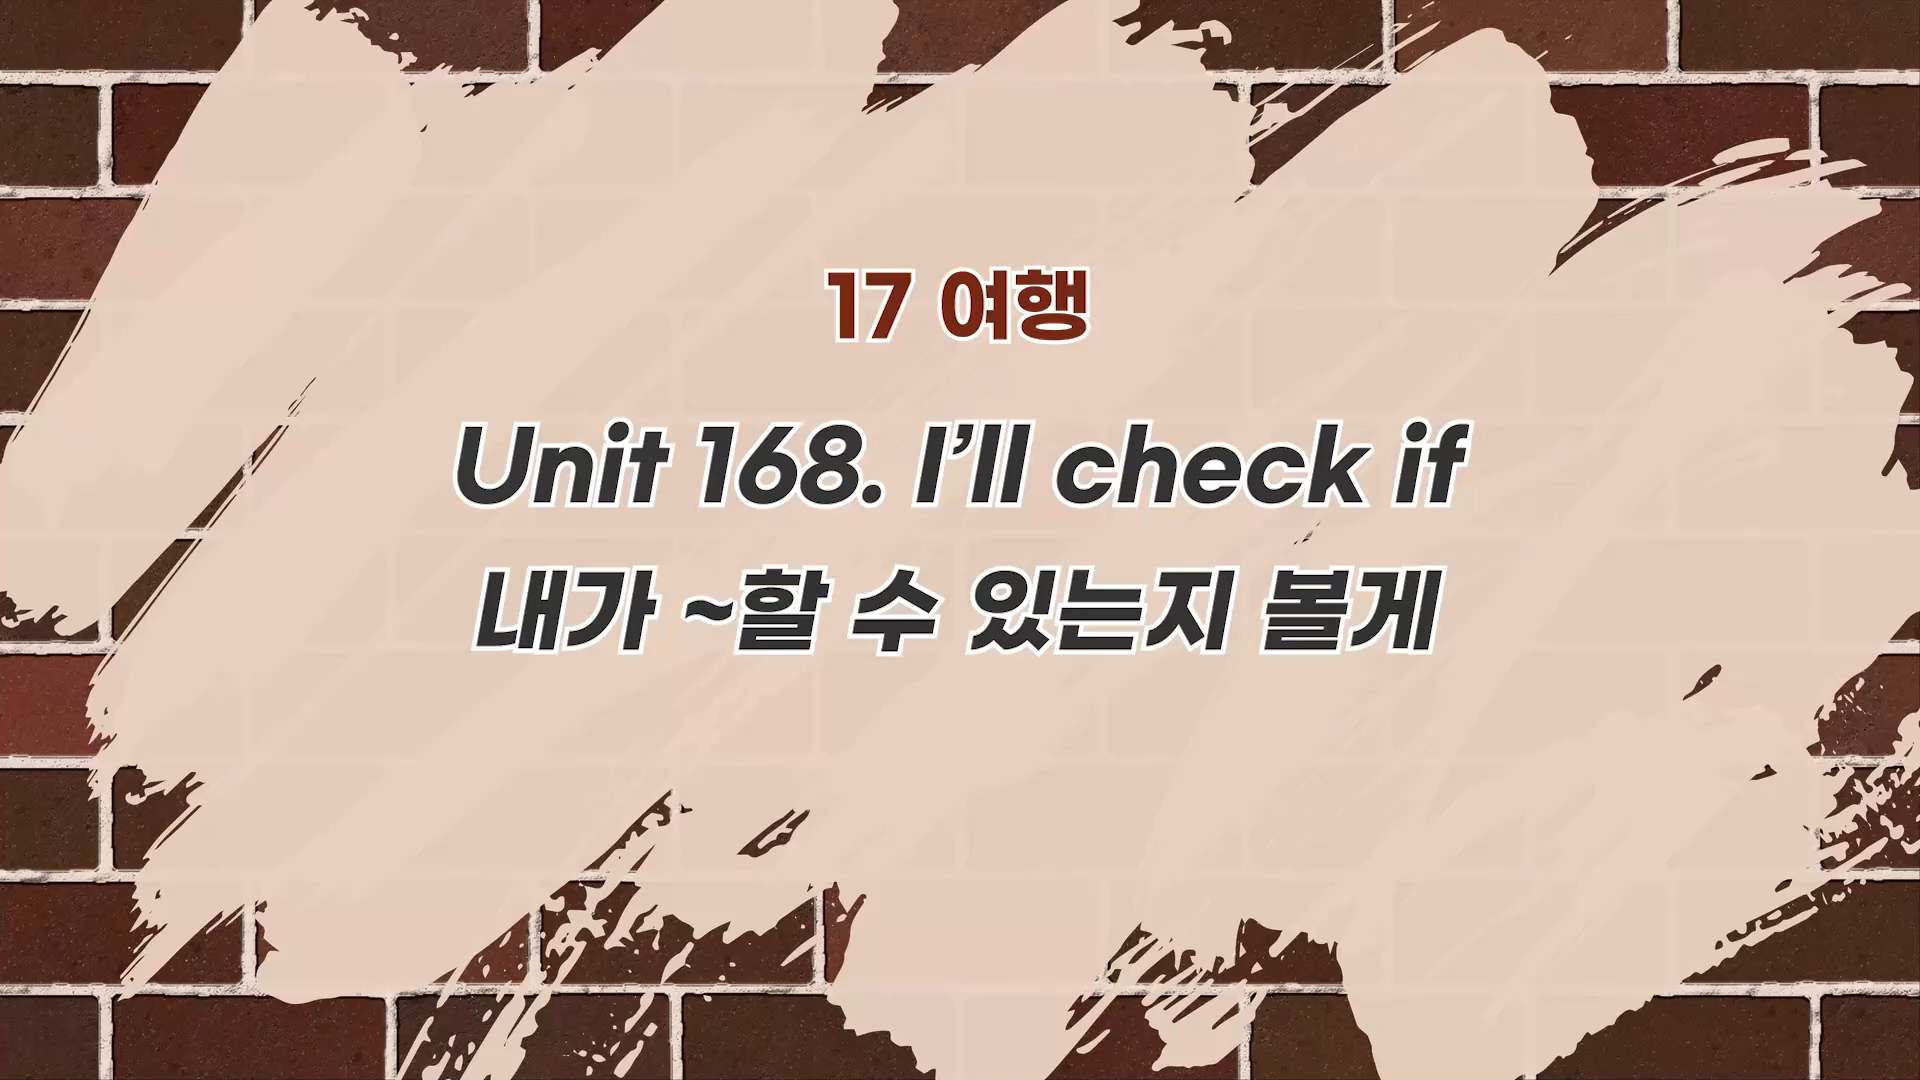 17 여행
Unit 168. I’ll check if
내가 ~할 수 있는지 볼게